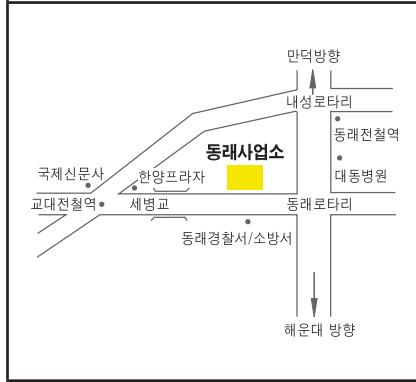 만덕방향
내성로타리
동래전철역
동래사업소
대동병원
국제신문사
한양프라자
교대전철역
세병교
동래로타리
동래경찰서/소방서
해운대 방향